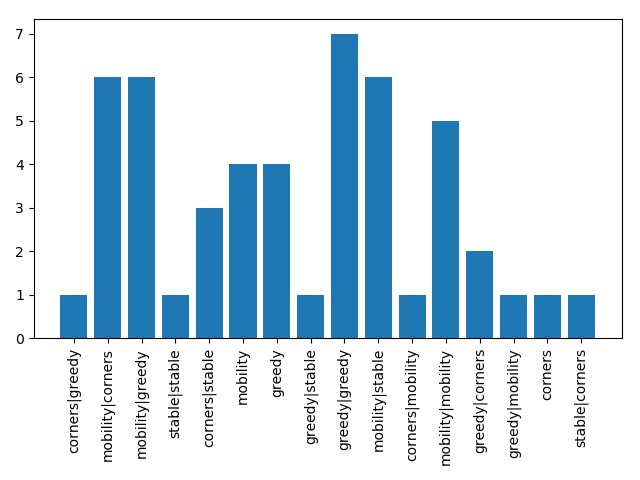 7
6
5
4
3
2
1
0
corners|greedy
mobility|corners
mobility|greedy
stable|stable
corners|stable
mobility
greedy
greedy|stable
greedy|greedy
mobility|stable
corners|mobility
mobility|mobility
greedy|corners
greedy|mobility
corners
stable|corners